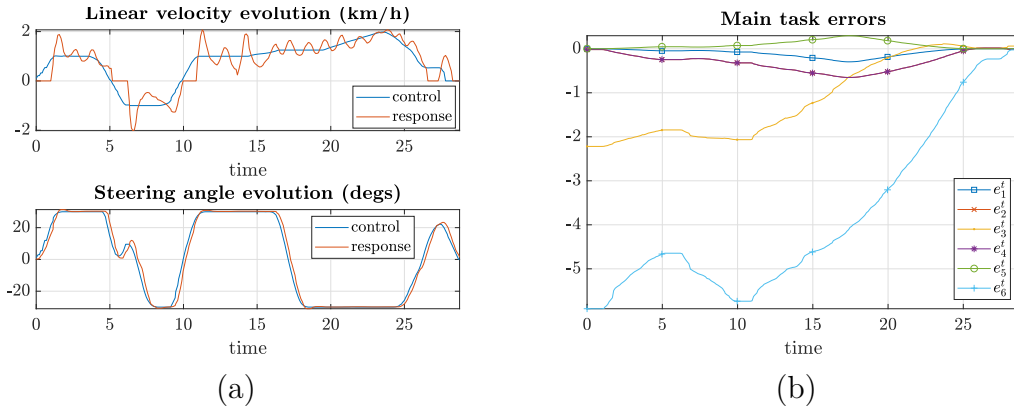 Linear velocity evolution (km/h)
2
0
-2
control
response
0 5 10 15 20 25
time
Steering angle evolution (degs)
20
0
-20
control
response
0 5 10 15 20 25
time
(a)
Main task errors
0
-1
-2
-3
-4
-5
e^t_1
e^t_2
e^t_3
e^t_4
e^t_5
e^t_6
0 5 10 15 20 25
time
(b)